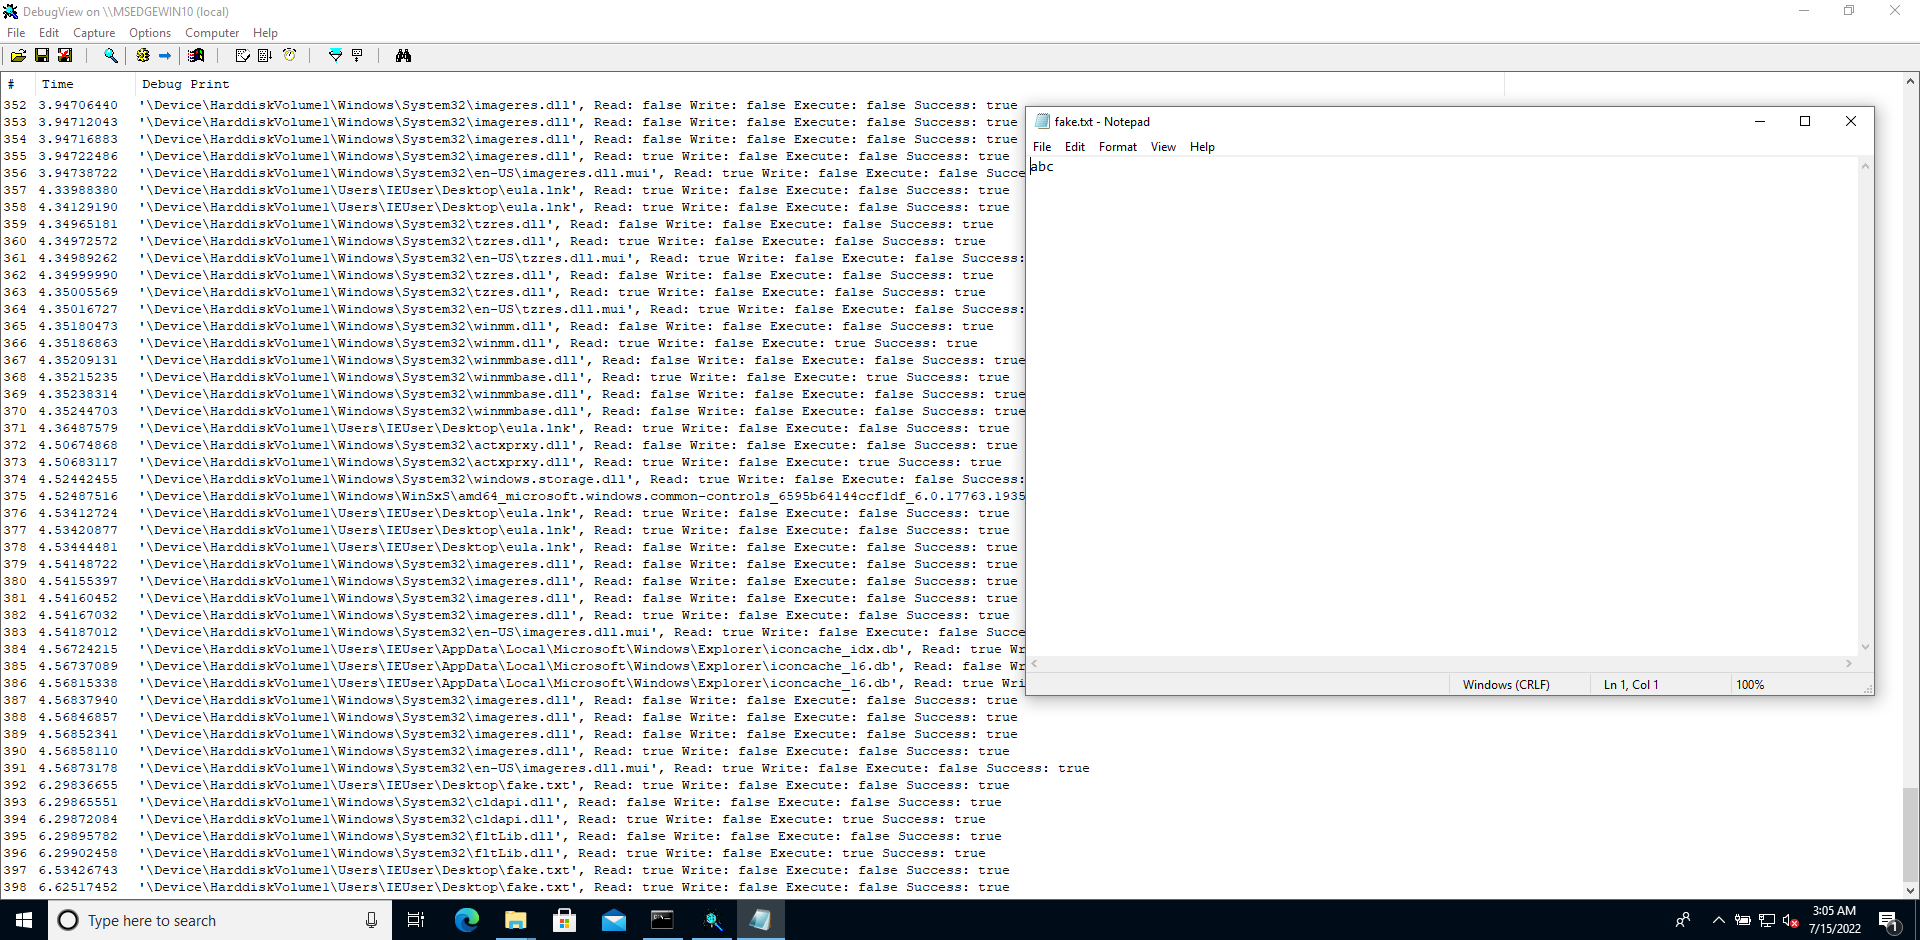 DebugView on \\MSEDGEWIN10 (local)
File Edit Capture Options Computer Help
# Time Debug Print
352 3.94706440 '\Device\HarddiskVolume1\Windows\System32\imageres.dll', Read: false Write: false Execute: false Success: true
353 3.94712043 '\Device\HarddiskVolume1\Windows\System32\imageres.dll', Read: false Write: false Execute: false Success: true
354 3.94716883 '\Device\HarddiskVolume1\Windows\System32\imageres.dll', Read: false Write: false Execute: false Success: true
355 3.94722486 '\Device\HarddiskVolume1\Windows\System32\imageres.dll', Read: true Write: false Execute: false Success: true
356 3.94738722 '\Device\HarddiskVolume1\Windows\System32\en-US\imageres.dll.mui', Read: true Write: false Execute: false Succe
357 4.33988380 '\Device\HarddiskVolume1\Users\IEUser\Desktop\eula.lnk', Read: true Write: false Execute: false Success: true
358 4.34129190 '\Device\HarddiskVolume1\Users\IEUser\Desktop\eula.lnk', Read: true Write: false Execute: false Success: true
359 4.34965181 '\Device\HarddiskVolume1\Windows\System32\tzres.dll', Read: false Write: false Execute: false Success: true
360 4.34972572 '\Device\HarddiskVolume1\Windows\System32\tzres.dll', Read: true Write: false Execute: false Success: true
361 4.34989262 '\Device\HarddiskVolume1\Windows\System32\en-US\tzres.dll.mui', Read: true Write: false Execute: false Success:
362 4.34999990 '\Device\HarddiskVolume1\Windows\System32\tzres.dll', Read: false Write: false Execute: false Success: true
363 4.35005569 '\Device\HarddiskVolume1\Windows\System32\tzres.dll', Read: true Write: false Execute: false Success: true
364 4.35016727 '\Device\HarddiskVolume1\Windows\System32\en-US\tzres.dll.mui', Read: true Write: false Execute: false Success:
365 4.35180473 '\Device\HarddiskVolume1\Windows\System32\winmm.dll', Read: false Write: false Execute: false Success: true
366 4.35186863 '\Device\HarddiskVolume1\Windows\System32\winmm.dll', Read: true Write: false Execute: true Success: true
367 4.35209131 '\Device\HarddiskVolume1\Windows\System32\winmmbase.dll', Read: false Write: false Execute: false Success: true
368 4.35215235 '\Device\HarddiskVolume1\Windows\System32\winmmbase.dll', Read: true Write: false Execute: true Success: true
369 4.35238314 '\Device\HarddiskVolume1\Windows\System32\winmmbase.dll', Read: false Write: false Execute: false Success: true
370 4.35244703 '\Device\HarddiskVolume1\Windows\System32\winmmbase.dll', Read: false Write: false Execute: false Success: true
371 4.36487579 '\Device\HarddiskVolume1\Users\IEUser\Desktop\eula.lnk', Read: true Write: false Execute: false Success: true
372 4.50674868 '\Device\HarddiskVolume1\Windows\System32\actxprxy.dll', Read: false Write: false Execute: false Success: true
373 4.50683117 '\Device\HarddiskVolume1\Windows\System32\actxprxy.dll', Read: true Write: false Execute: true Success: true
374 4.52442455 '\Device\HarddiskVolume1\Windows\System32\windows.storage.dll', Read: true Write: false Execute: false Success:
375 4.52487516 '\Device\HarddiskVolume1\Windows\WinSxS\amd64_microsoft.windows.common-controls_6595b64144ccf1df_6.0.17763.1935
376 4.53412724 '\Device\HarddiskVolume1\Users\IEUser\Desktop\eula.lnk', Read: true Write: false Execute: false Success: true
377 4.53420877 '\Device\HarddiskVolume1\Users\IEUser\Desktop\eula.lnk', Read: true Write: false Execute: false Success: true
378 4.53444481 '\Device\HarddiskVolume1\Users\IEUser\Desktop\eula.lnk', Read: false Write: false Execute: false Success: true
379 4.54148722 '\Device\HarddiskVolume1\Windows\System32\imageres.dll', Read: false Write: false Execute: false Success: true
380 4.54155397 '\Device\HarddiskVolume1\Windows\System32\imageres.dll', Read: false Write: false Execute: false Success: true
381 4.54160452 '\Device\HarddiskVolume1\Windows\System32\imageres.dll', Read: false Write: false Execute: false Success: true
382 4.54167032 '\Device\HarddiskVolume1\Windows\System32\imageres.dll', Read: true Write: false Execute: false Success: true
383 4.54187012 '\Device\HarddiskVolume1\Windows\System32\en-US\imageres.dll.mui', Read: true Write: false Execute: false Succe
384 4.56724215 '\Device\HarddiskVolume1\Users\IEUser\AppData\Local\Microsoft\Windows\Explorer\iconcache_idx.db', Read: true Wr
385 4.56737089 '\Device\HarddiskVolume1\Users\IEUser\AppData\Local\Microsoft\Windows\Explorer\iconcache_16.db', Read: false Wr
386 4.56815338 '\Device\HarddiskVolume1\Users\IEUser\AppData\Local\Microsoft\Windows\Explorer\iconcache_16.db', Read: true Wri
387 4.56837940 '\Device\HarddiskVolume1\Windows\System32\imageres.dll', Read: false Write: false Execute: false Success: true
388 4.56846857 '\Device\HarddiskVolume1\Windows\System32\imageres.dll', Read: false Write: false Execute: false Success: true
389 4.56852341 '\Device\HarddiskVolume1\Windows\System32\imageres.dll', Read: false Write: false Execute: false Success: true
390 4.56858110 '\Device\HarddiskVolume1\Windows\System32\imageres.dll', Read: true Write: false Execute: false Success: true
391 4.56873178 '\Device\HarddiskVolume1\Windows\System32\en-US\imageres.dll.mui', Read: true Write: false Execute: false Success: true
392 6.29836655 '\Device\HarddiskVolume1\Users\IEUser\Desktop\fake.txt', Read: true Write: false Execute: false Success: true
393 6.29865551 '\Device\HarddiskVolume1\Windows\System32\cldapi.dll', Read: false Write: false Execute: false Success: true
394 6.29872084 '\Device\HarddiskVolume1\Windows\System32\cldapi.dll', Read: true Write: false Execute: true Success: true
395 6.29895782 '\Device\HarddiskVolume1\Windows\System32\fltLib.dll', Read: false Write: false Execute: false Success: true
396 6.29902458 '\Device\HarddiskVolume1\Windows\System32\fltLib.dll', Read: true Write: false Execute: true Success: true
397 6.53426743 '\Device\HarddiskVolume1\Users\IEUser\Desktop\fake.txt', Read: true Write: false Execute: false Success: true
398 6.62517452 '\Device\HarddiskVolume1\Users\IEUser\Desktop\fake.txt', Read: true Write: false Execute: false Success: true
fake.txt - Notepad
File Edit Format View Help
abc
Windows (CRLF) Ln 1, Col 1 100%
Type here to search
3:05 AM
7/15/2022
1